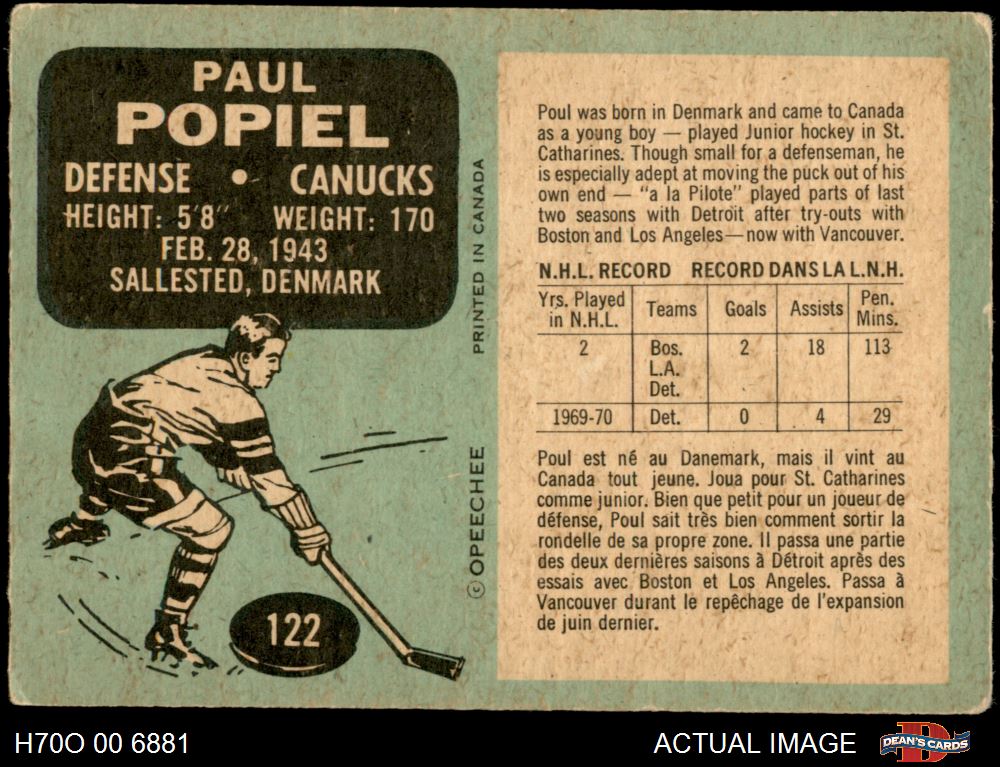 PAUL
POPIEL
DEFENSE • CANUCKS
HEIGHT: 5'8" WEIGHT: 170
FEB. 28, 1943
SALLESTED, DENMARK
PRINTED IN CANADA
© OPEECHEE
122
Poul was born in Denmark and came to Canada
as a young boy — played Junior hockey in St.
Catharines. Though small for a defenseman, he
is especially adept at moving the puck out of his
own end — "a la Pilote" played parts of last
two seasons with Detroit after try-outs with
Boston and Los Angeles—now with Vancouver.
N.H.L. RECORD RECORD DANS LA L.N.H.
Yrs. Played in N.H.L. Teams Goals Assists Pen. Mins.
2 Bos. 2 18 113
L.A.
Det.
1969-70 Det. 0 4 29
Poul est né au Danemark, mais il vint au
Canada tout jeune. Joua pour St. Catharines
comme junior. Bien que petit pour un joueur de
défense, Poul sait très bien comment sortir la
rondelle de sa propre zone. Il passa une partie
des deux dernières saisons à Détroit après des
essais avec Boston et Los Angeles. Passa à
Vancouver durant le repêchage de l'expansion
de juin dernier.
H70O 00 6881
ACTUAL IMAGE
DEAN'S CARDS